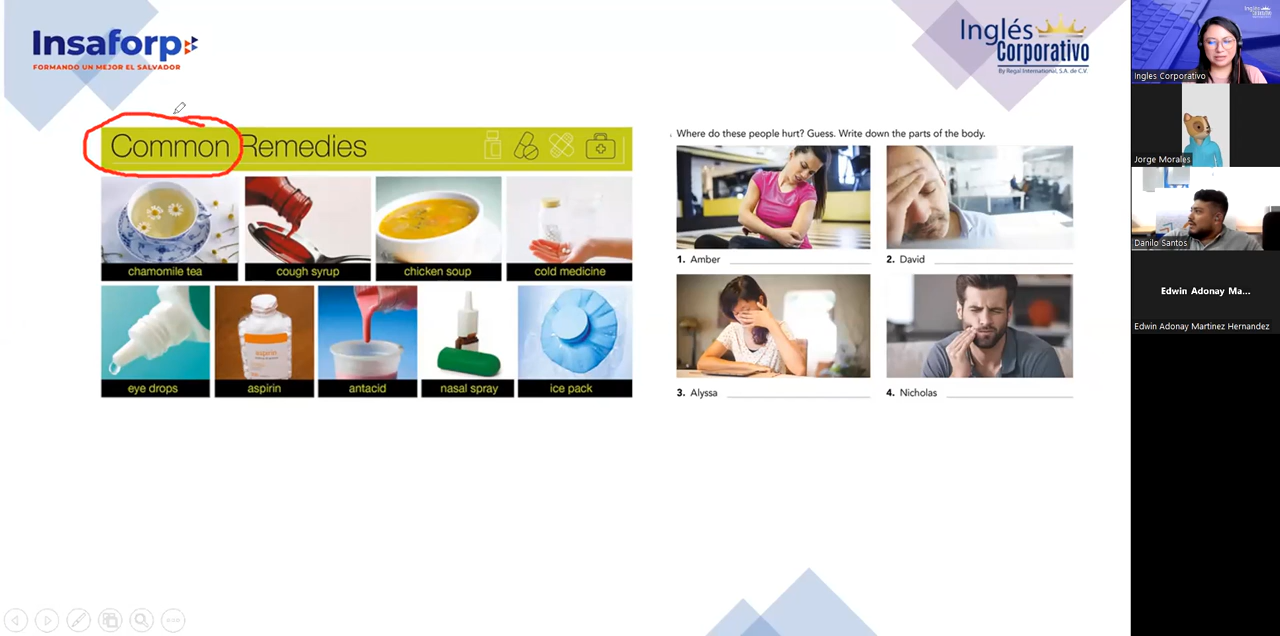 Insaforp
FORMANDO UN MEJOR EL SALVADOR
Inglés
Corporativo
By Regal International, S.A. de C.V.
Common Remedies
chamomile tea
cough syrup
chicken soup
cold medicine
eye drops
aspirin
aspirin
antacid
nasal spray
ice pack
Where do these people hurt? Guess. Write down the parts of the body.
1. Amber
2. David
3. Alyssa
4. Nicholas
Ingles Corporativo
Jorge Morales
Danilo Santos
Edwin Adonay Ma...
Edwin Adonay Martinez Hernandez